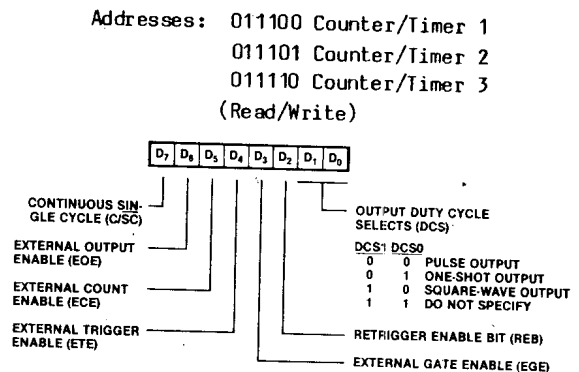 Addresses: 011100 Counter/Timer 1
011101 Counter/Timer 2
011110 Counter/Timer 3
(Read/Write)
D7 D6 D5 D4 D3 D2 D1 D0
CONTINUOUS SIN-
GLE CYCLE (C/SC)
EXTERNAL OUTPUT
ENABLE (EOE)
EXTERNAL COUNT
ENABLE (ECE)
EXTERNAL TRIGGER
ENABLE (ETE)
OUTPUT DUTY CYCLE
SELECTS (DCS)
DCS1 DCS0
0 0 PULSE OUTPUT
0 1 ONE-SHOT OUTPUT
1 0 SQUARE-WAVE OUTPUT
1 1 DO NOT SPECIFY
RETRIGGER ENABLE BIT (REB)
EXTERNAL GATE ENABLE (EGE)